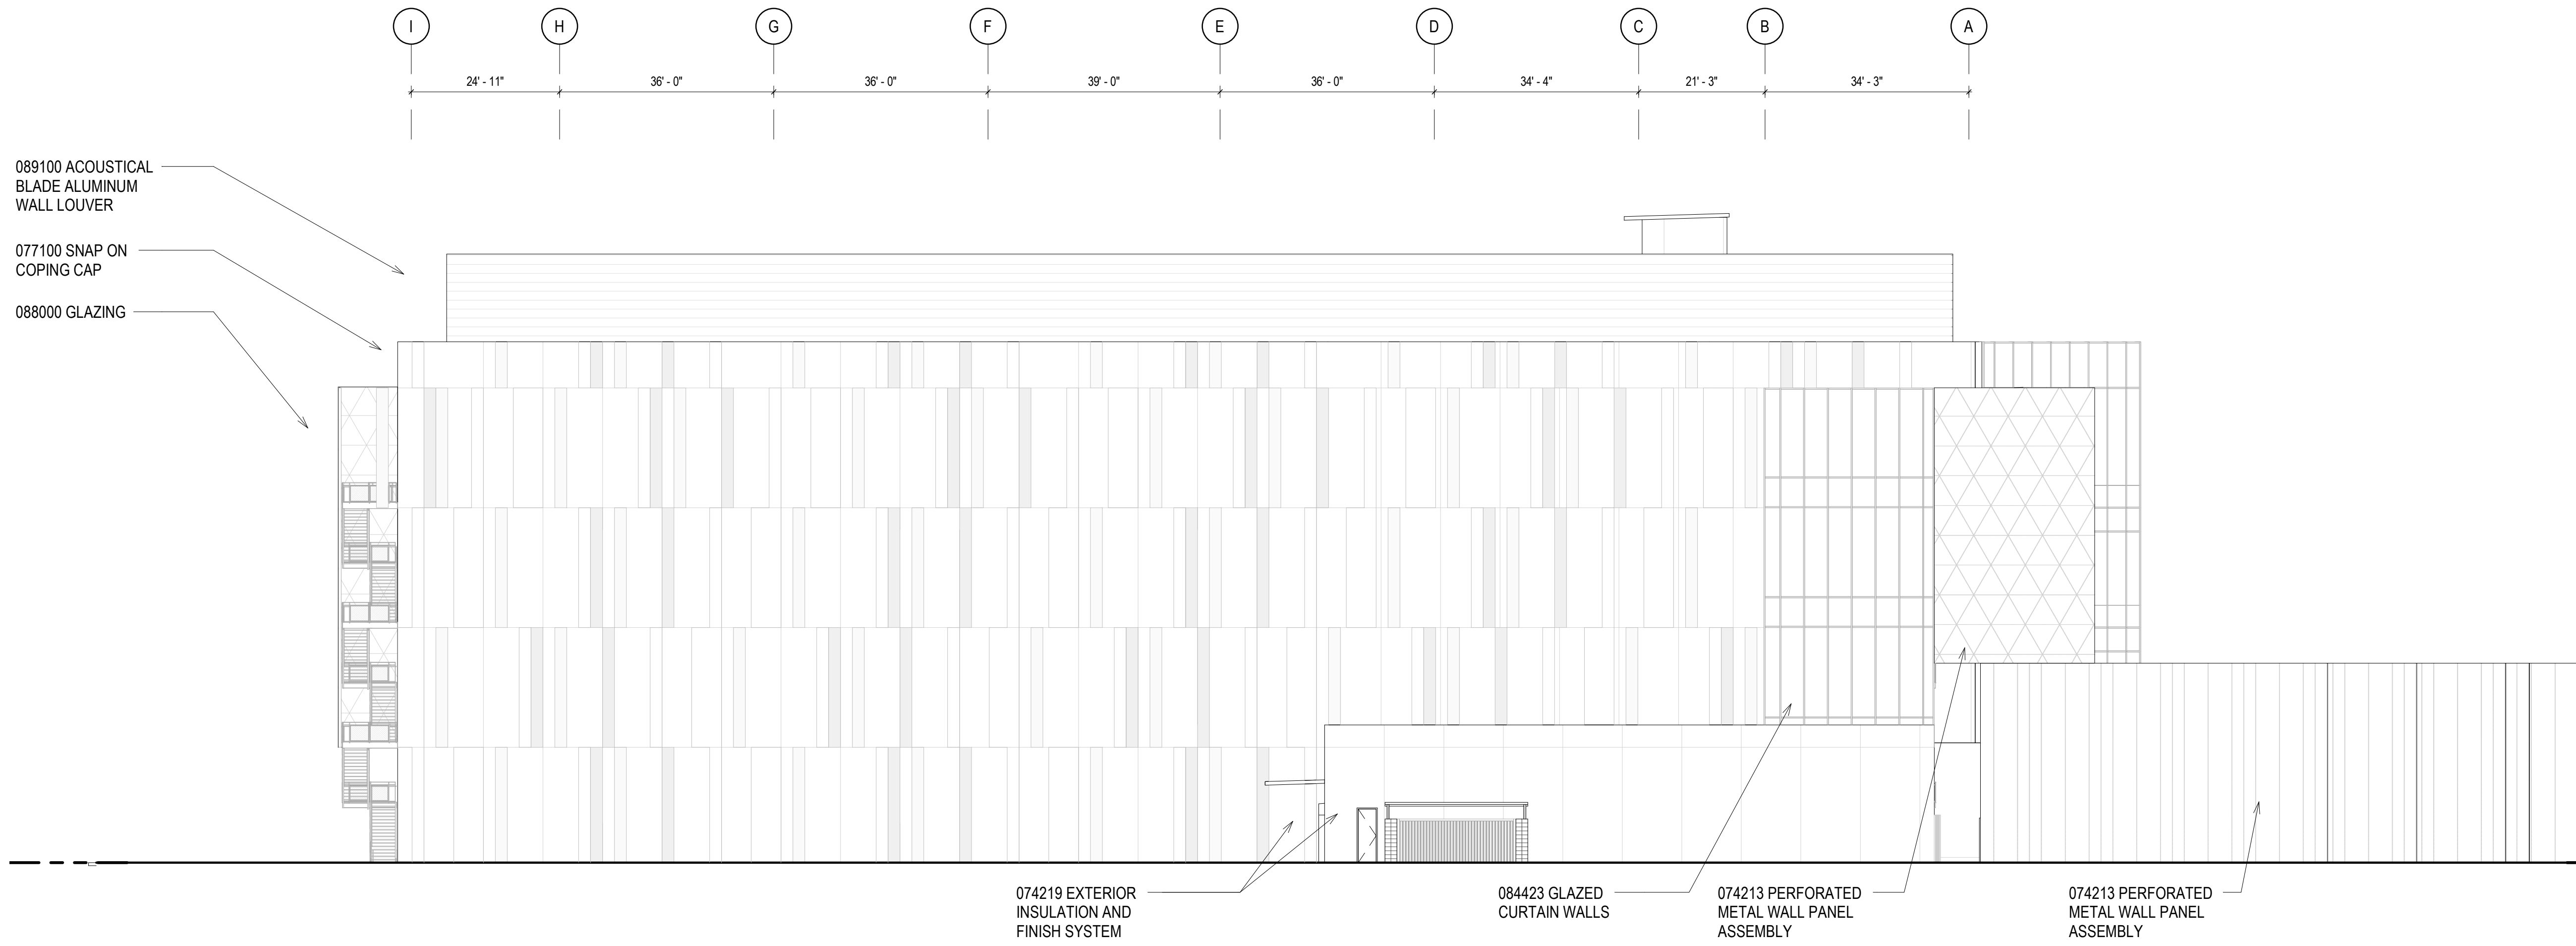 I H G F E D C B A
24' - 11" 36' - 0" 36' - 0" 39' - 0" 36' - 0" 34' - 4" 21' - 3" 34' - 3"
089100 ACOUSTICAL
BLADE ALUMINUM
WALL LOUVER
077100 SNAP ON
COPING CAP
088000 GLAZING
074219 EXTERIOR
INSULATION AND
FINISH SYSTEM
084423 GLAZED
CURTAIN WALLS
074213 PERFORATED
METAL WALL PANEL
ASSEMBLY
074213 PERFORATED
METAL WALL PANEL
ASSEMBLY